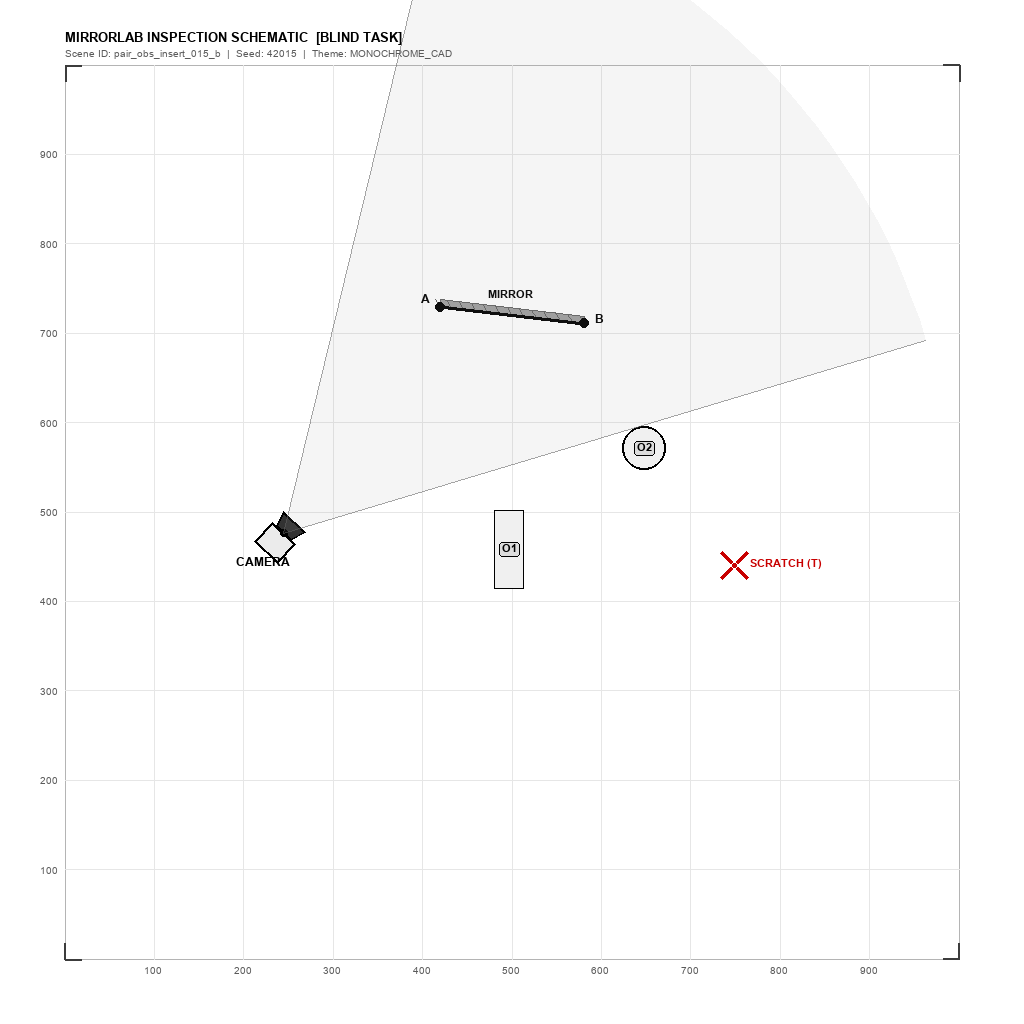 MIRRORLAB INSPECTION SCHEMATIC [BLIND TASK]
Scene ID: pair_obs_insert_015_b | Seed: 42015 | Theme: MONOCHROME_CAD
900
800
MIRROR
A
B
700
600
O2
500
O1
CAMERA
SCRATCH (T)
400
300
200
100
100 200 300 400 500 600 700 800 900